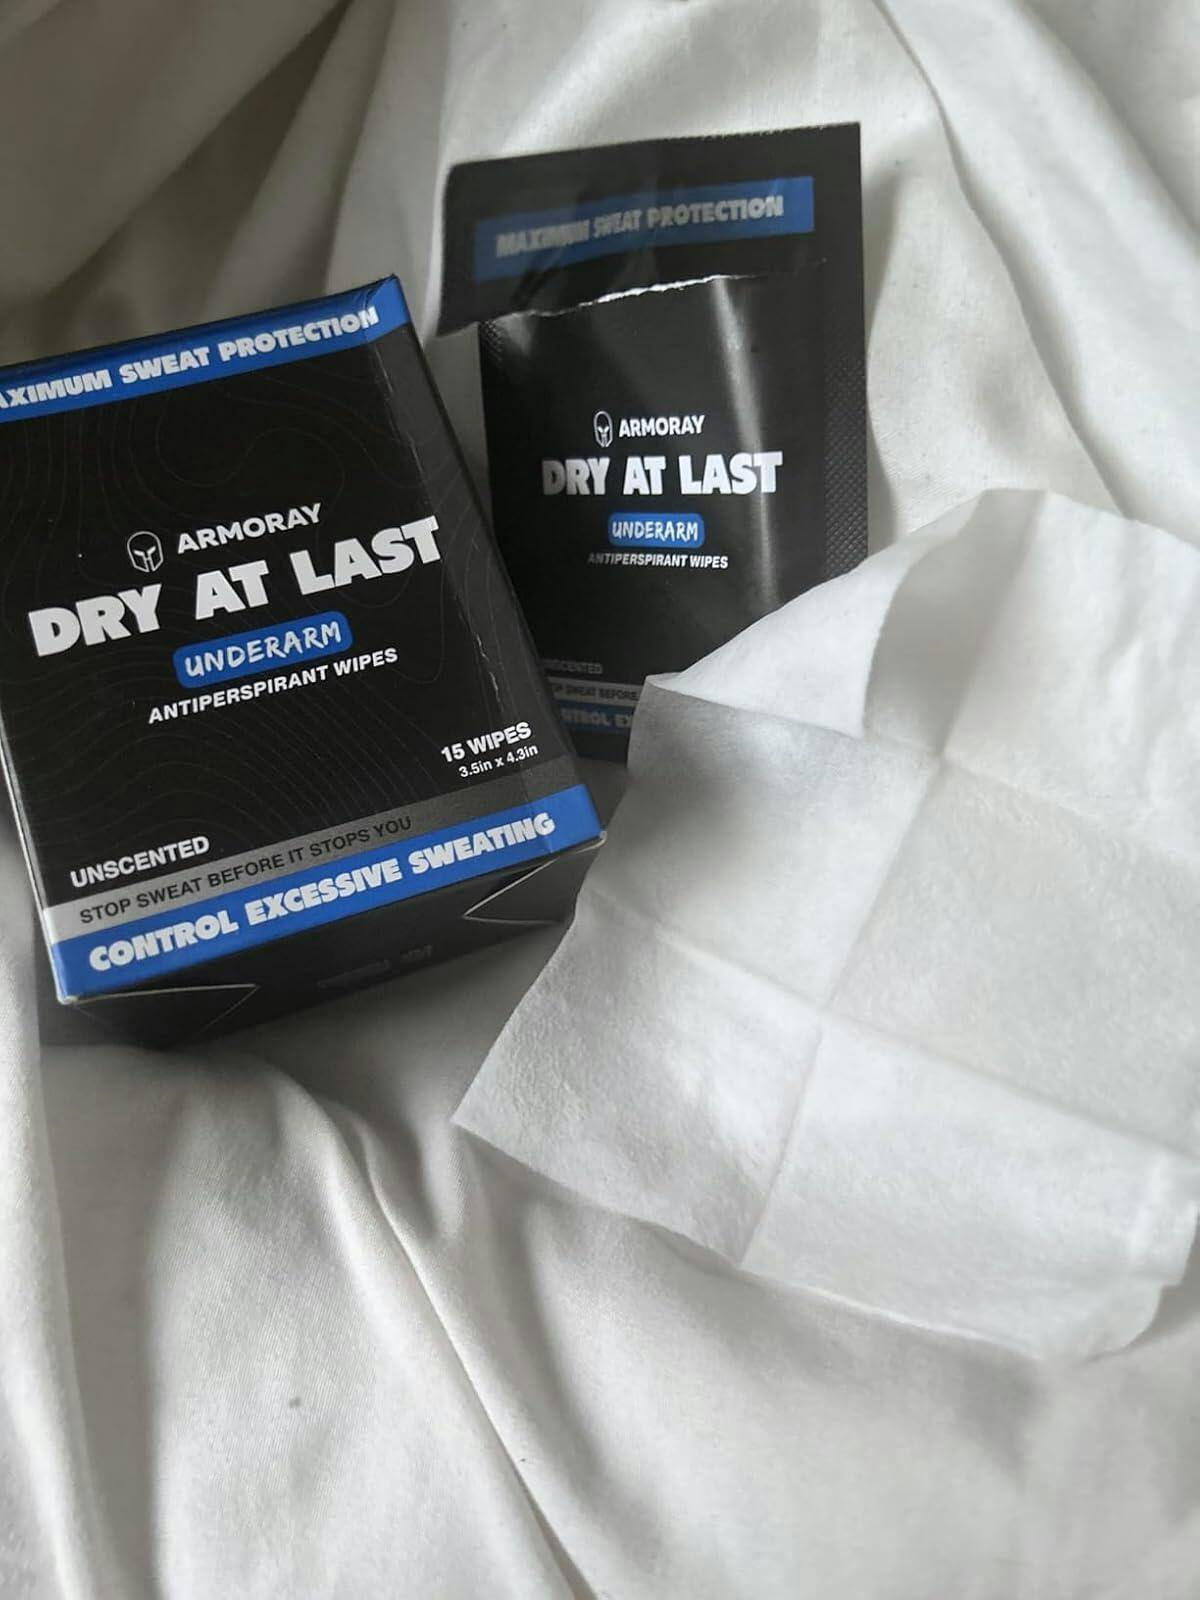 MAXIMUM SWEAT PROTECTION
ARMORAY
DRY AT LAST
UNDERARM
ANTIPERSPIRANT WIPES
UNSCENTED
AXIMUM SWEAT PROTECTION
ARMORAY
DRY AT LAST
UNDERARM
ANTIPERSPIRANT WIPES
15 WIPES
3.5in x 4.3in
UNSCENTED
STOP SWEAT BEFORE IT STOPS YOU
CONTROL EXCESSIVE SWEATING